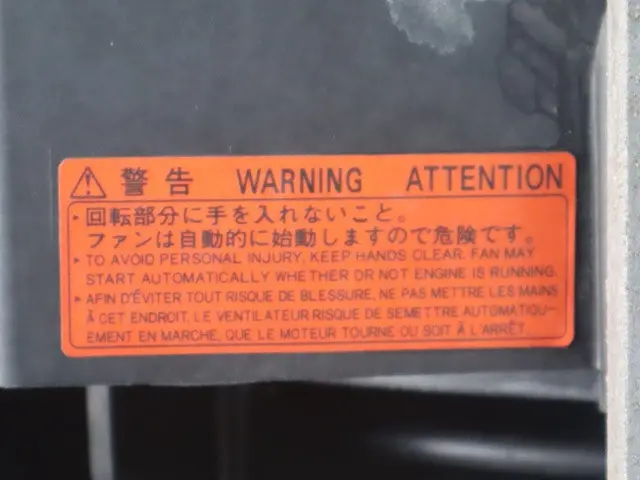 警告 WARNING ATTENTION
・回転部分に手を入れないこと。
ファンは自動的に始動しますので危険です。
▸ TO AVOID PERSONAL INJURY, KEEP HANDS CLEAR. FAN MAY
START AUTOMATICALLY WHETHER OR NOT ENGINE IS RUNNING.
▸ AFIN D'ÉVITER TOUT RISQUE DE BLESSURE, NE PAS METTRE LES MAINS
À CET ENDROIT. LE VENTILATEUR RISQUE DE SEMETTRE AUTOMATIQU-
EMENT EN MARCHE, QUE LE MOTEUR TOURNE OU SOIT À L'ARRÊT.